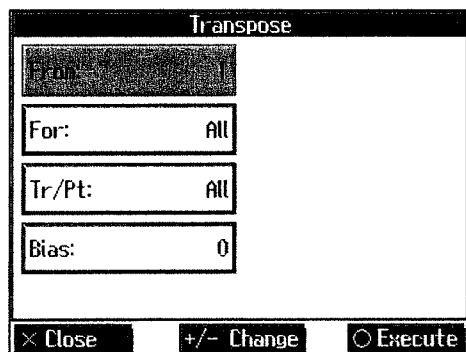 Transpose
From 1
For: All
Tr/Pt: All
Bias: 0
× Close +/- Change ○ Execute